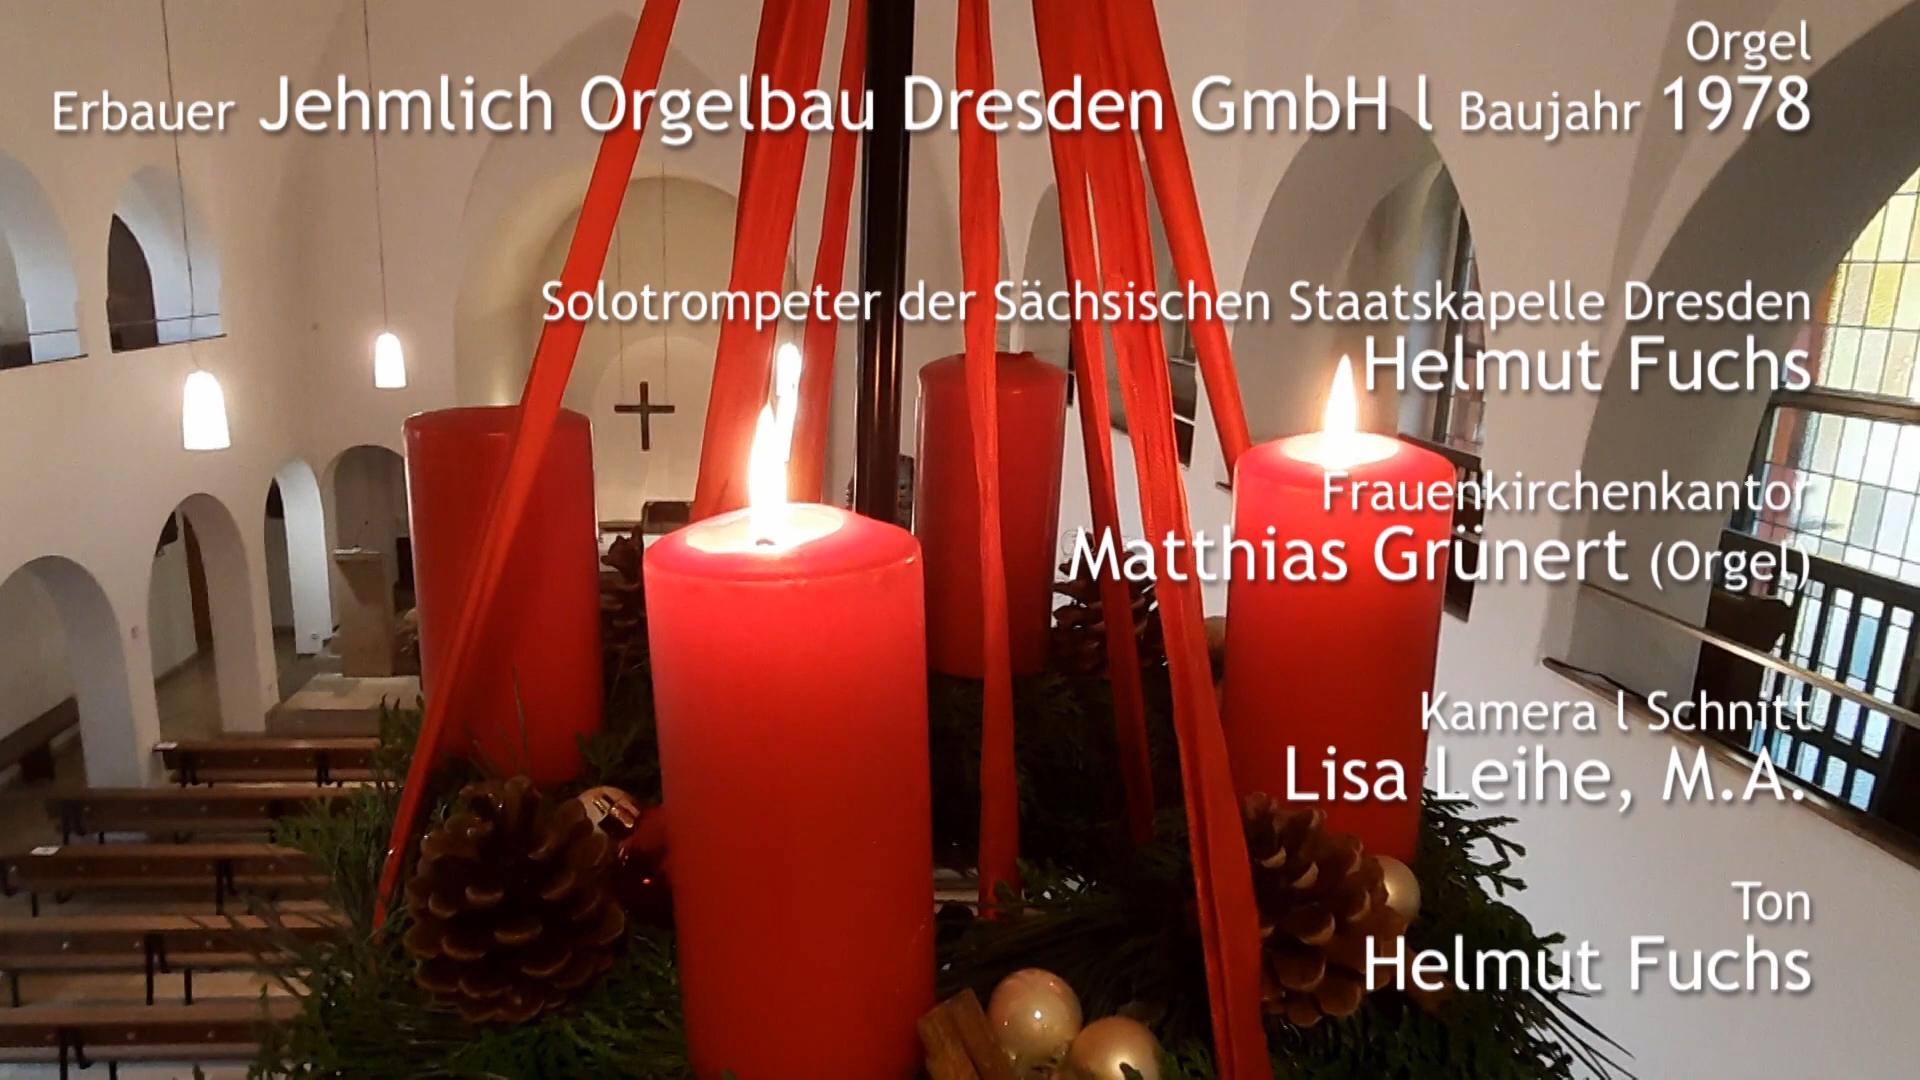 Orgel
Erbauer Jehmlich Orgelbau Dresden GmbH l Baujahr 1978
Solotrompeter der Sächsischen Staatskapelle Dresden
Helmut Fuchs
Frauenkirchenkantor
Matthias Grünert (Orgel)
Kamera l Schnitt
Lisa Leihe, M.A.
Ton
Helmut Fuchs